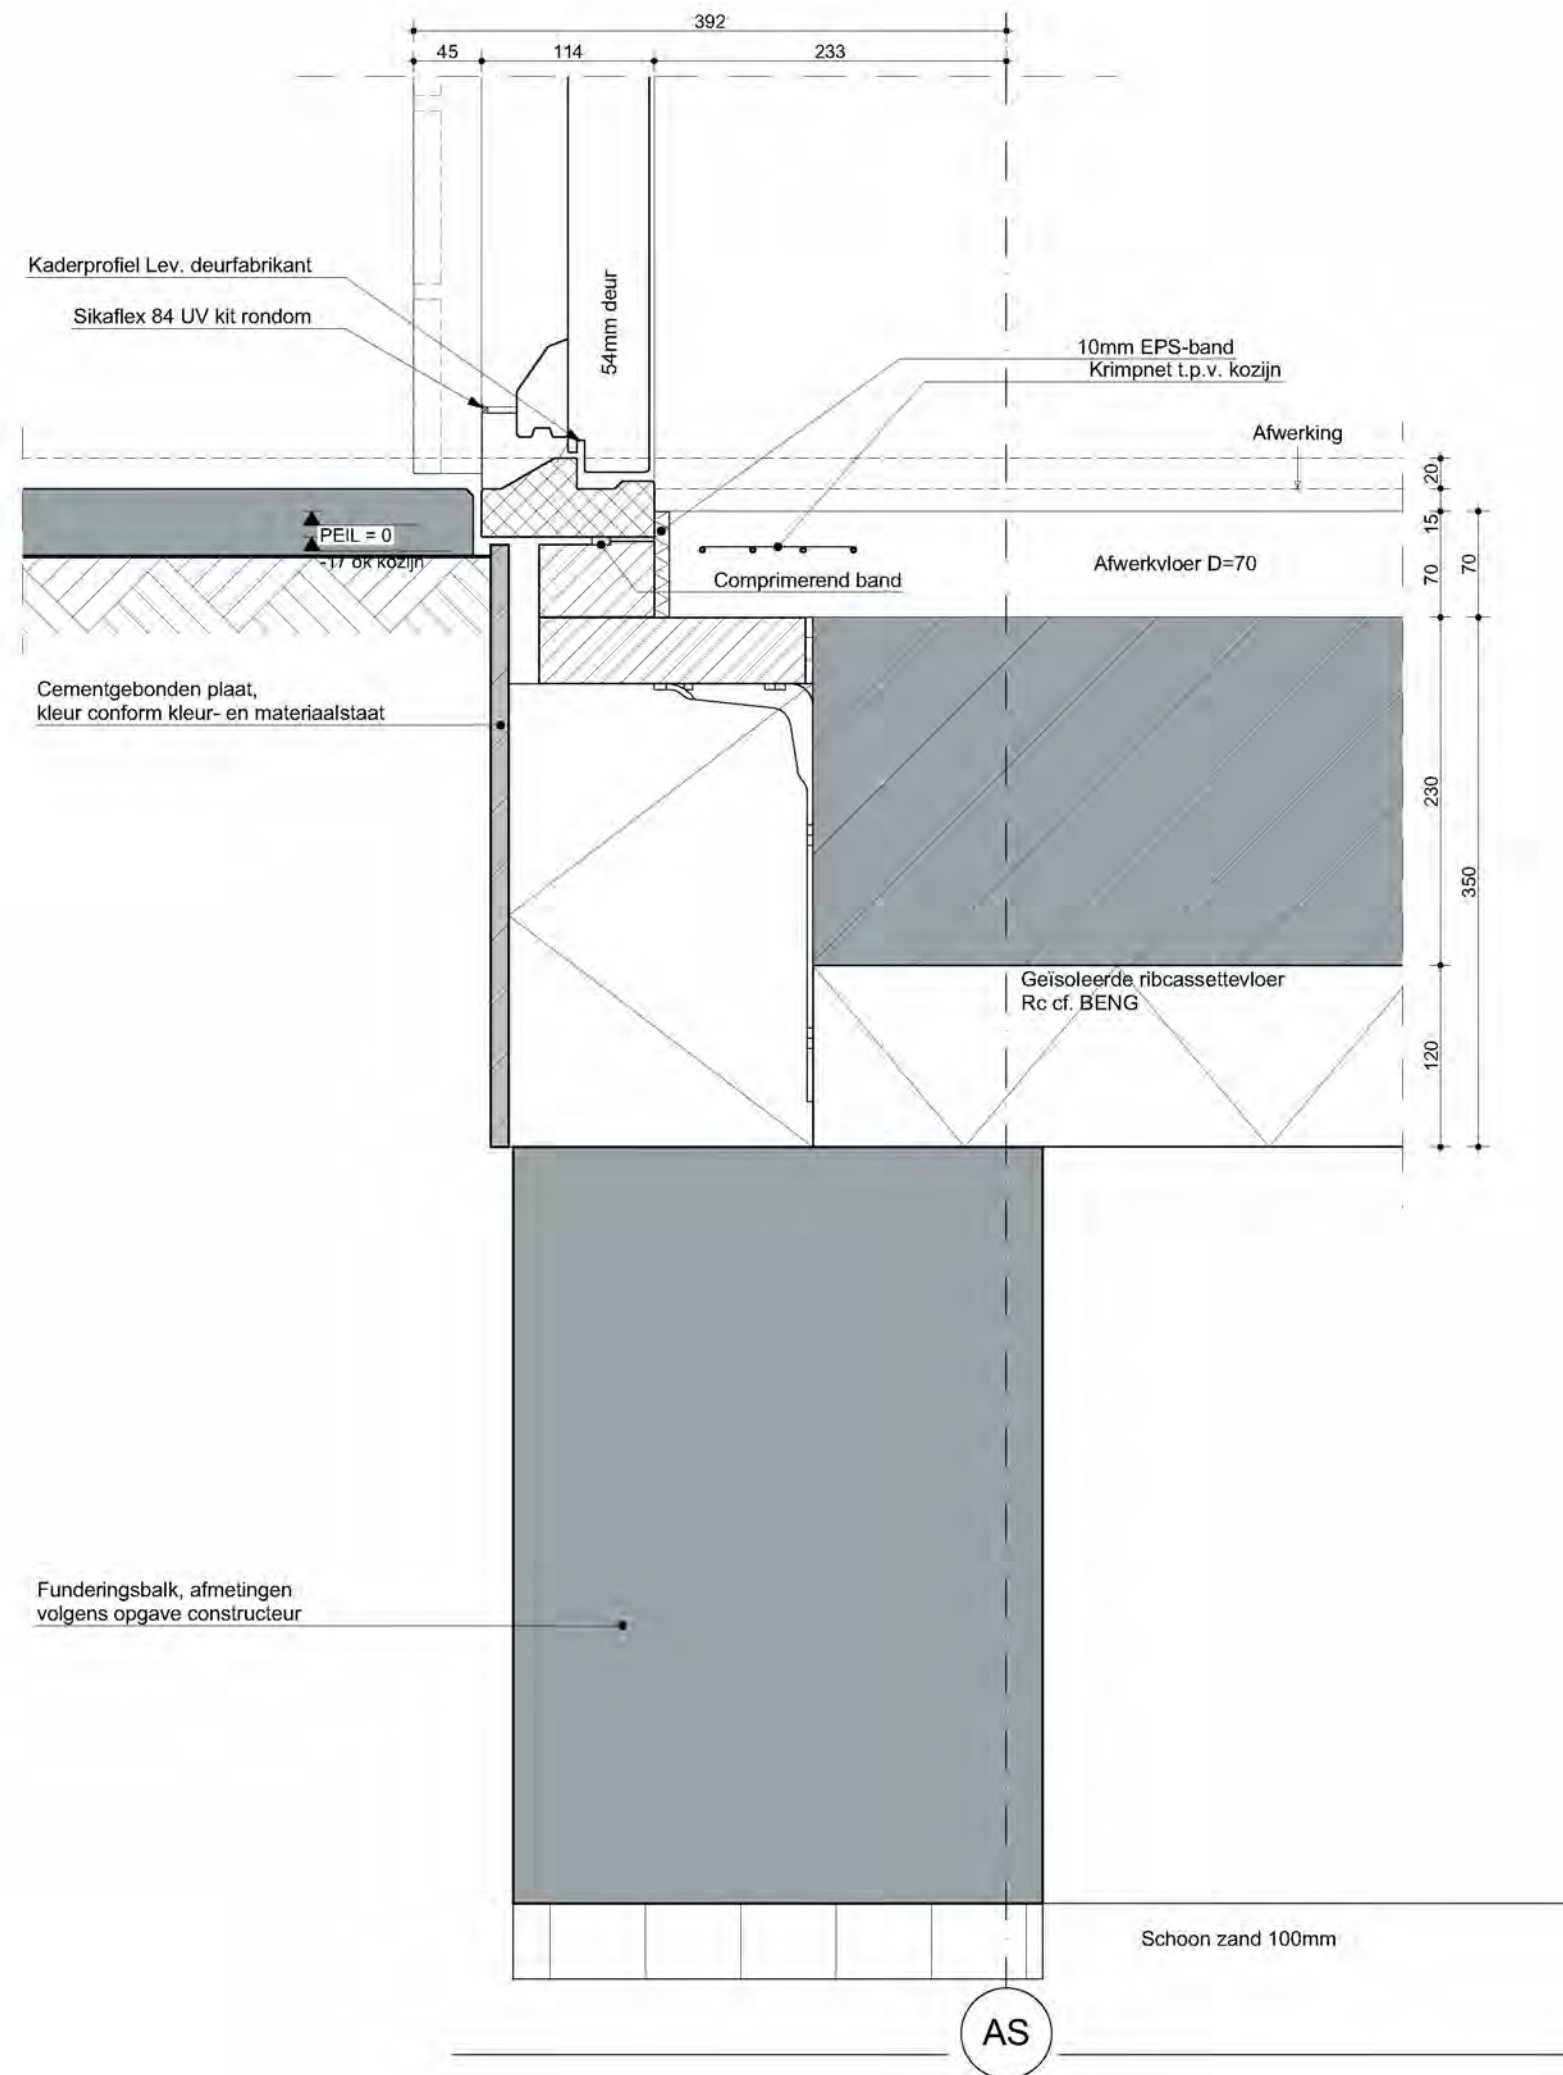 392
45
114
233
Kaderprofiel Lev. deurfabrikant
Sikaflex 84 UV kit rondom
54mm deur
10mm EPS-band
Krimpnet t.p.v. kozijn
Afwerking
20
15
PEIL = 0
-17 ok kozijn
Comprimerend band
Afwerkvloer D=70
70
70
Cementgebonden plaat,
kleur conform kleur- en materiaalstaat
230
350
Geïsoleerde ribcassettevloer
Rc cf. BENG
120
Funderingsbalk, afmetingen
volgens opgave constructeur
Schoon zand 100mm
AS